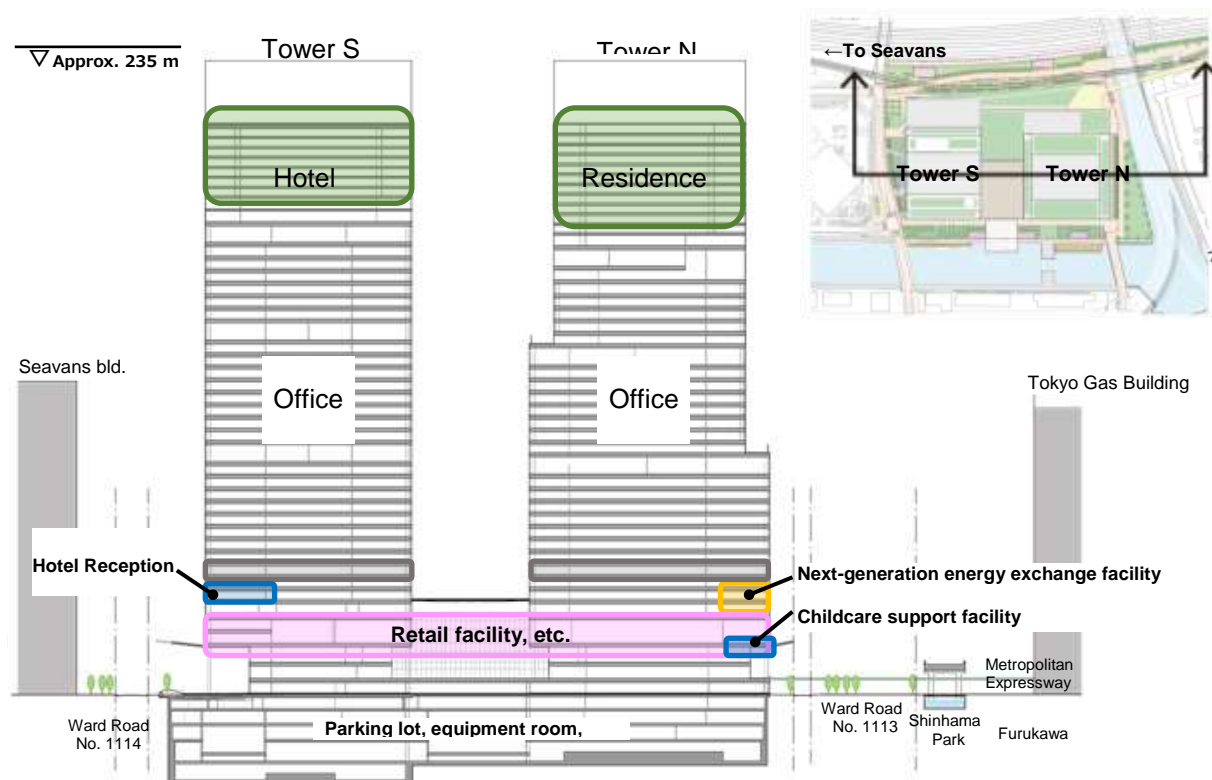 Tower S
Tower N
▽ Approx. 235 m
←To Seavans
Tower S
Tower N
Hotel
Residence
Seavans bld.
Office
Office
Tokyo Gas Building
Hotel Reception
Next-generation energy exchange facility
Childcare support facility
Retail facility, etc.
Metropolitan
Expressway
Ward Road
No. 1114
Parking lot, equipment room,
Ward Road
No. 1113
Shinhama
Park
Furukawa